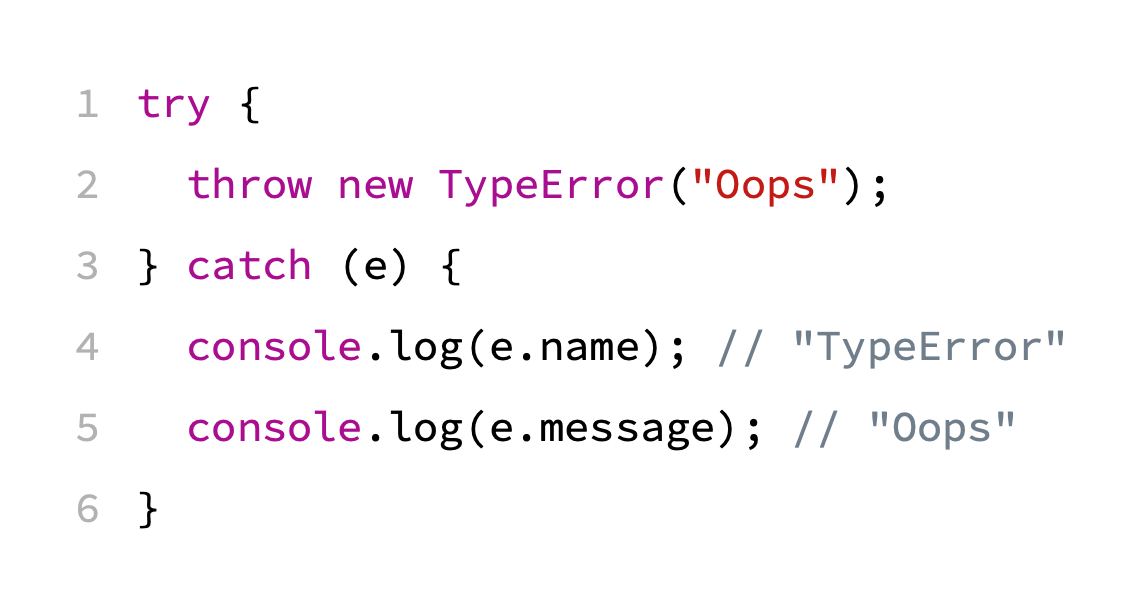 1 try {
2   throw new TypeError("Oops");
3 } catch (e) {
4   console.log(e.name); // "TypeError"
5   console.log(e.message); // "Oops"
6 }